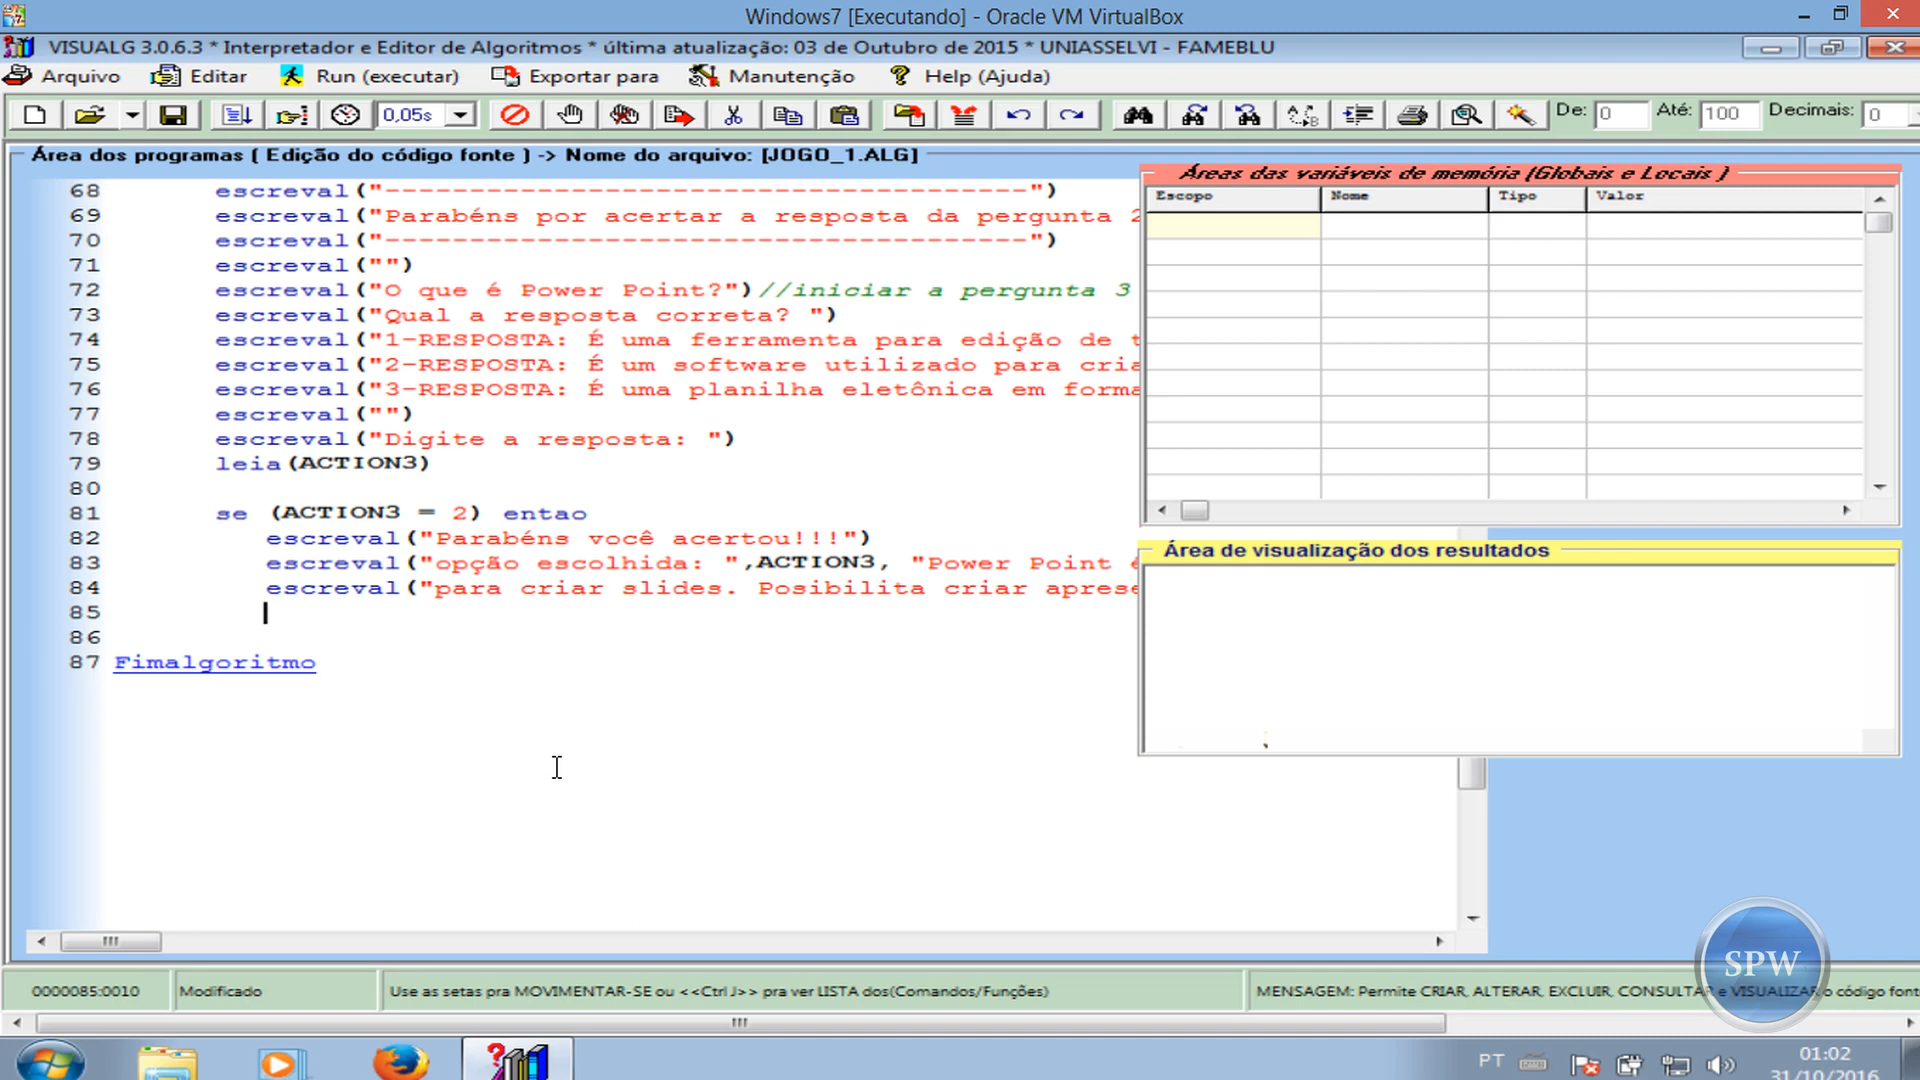 Windows7 [Executando] - Oracle VM VirtualBox
VISUALG 3.0.6.3 * Interpretador e Editor de Algoritmos * última atualização: 03 de Outubro de 2015 * UNIASSELVI - FAMEBLU
Arquivo Editar Run (executar) Exportar para Manutenção Help (Ajuda)
0,05s De: 0 Até: 100 Decimais: 0
Área dos programas ( Edição do código fonte ) -> Nome do arquivo: [JOGO_1.ALG]
68 escreval("--------------------------------------")
69 escreval("Parabéns por acertar a resposta da pergunta 2
70 escreval("--------------------------------------")
71 escreval("")
72 escreval("O que é Power Point?")//iniciar a pergunta 3
73 escreval("Qual a resposta correta? ")
74 escreval("1-RESPOSTA: É uma ferramenta para edição de t
75 escreval("2-RESPOSTA: É um software utilizado para cria
76 escreval("3-RESPOSTA: É uma planilha eletônica em forma
77 escreval("")
78 escreval("Digite a resposta: ")
79 leia(ACTION3)
80
81 se (ACTION3 = 2) entao
82 escreval("Parabéns você acertou!!!")
83 escreval("opção escolhida: ",ACTION3, "Power Point é
84 escreval("para criar slides. Posibilita criar aprese
85
86
87 Fimalgoritmo
Áreas das variáveis de memória (Globais e Locais )
Escopo Nome Tipo Valor
Área de visualização dos resultados
SPW
0000085:0010 Modificado Use as setas pra MOVIMENTAR-SE ou <<Ctrl J>> pra ver LISTA dos(Comandos/Funções) MENSAGEM: Permite CRIAR, ALTERAR, EXCLUIR, CONSULTAR e VISUALIZAR o código font
PT 01:02
31/10/2016